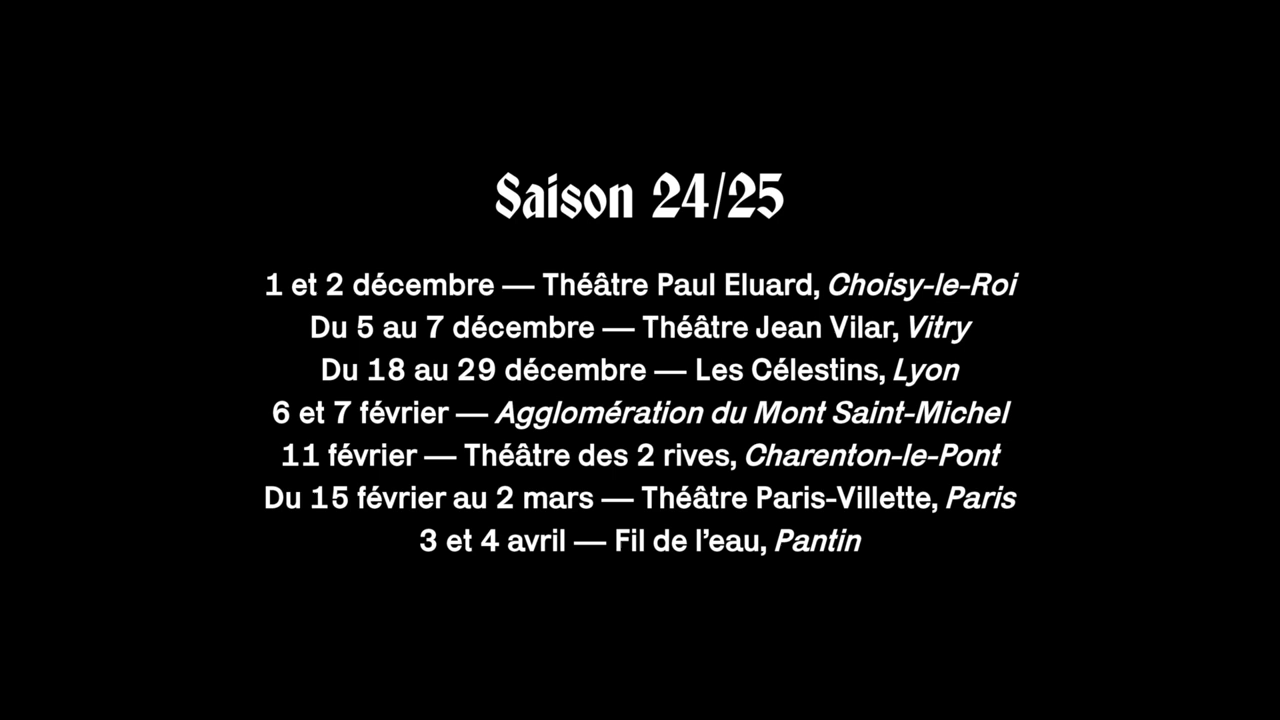 Saison 24/25
1 et 2 décembre — Théâtre Paul Eluard, Choisy-le-Roi
Du 5 au 7 décembre — Théâtre Jean Vilar, Vitry
Du 18 au 29 décembre — Les Célestins, Lyon
6 et 7 février — Agglomération du Mont Saint-Michel
11 février — Théâtre des 2 rives, Charenton-le-Pont
Du 15 février au 2 mars — Théâtre Paris-Villette, Paris
3 et 4 avril — Fil de l’eau, Pantin